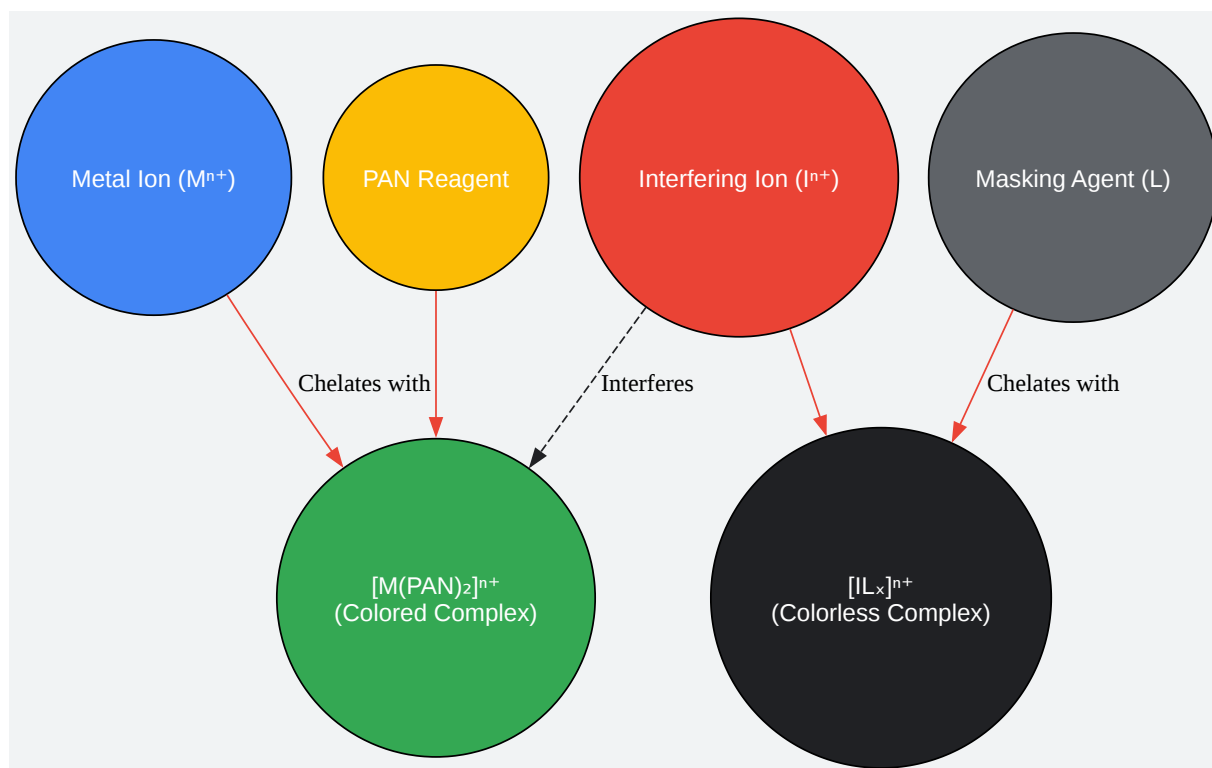 Metal Ion (Mⁿ⁺)
PAN Reagent
Interfering Ion (Iⁿ⁺)
Masking Agent (L)
Chelates with
Interferes
Chelates with
[M(PAN)₂]ⁿ⁺
(Colored Complex)
[ILₓ]ⁿ⁺
(Colorless Complex)